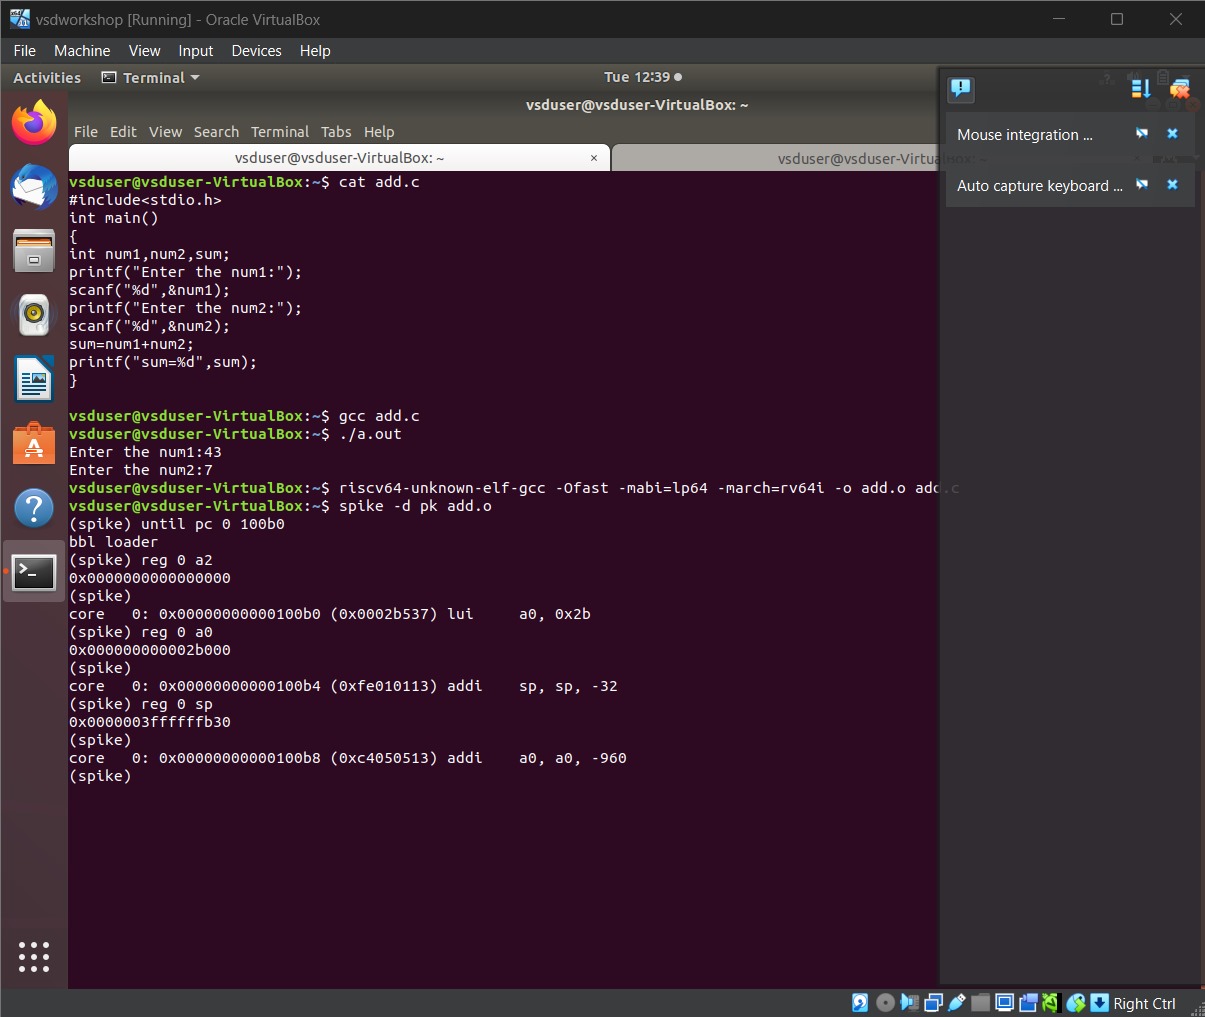 vsdworkshop [Running] - Oracle VirtualBox
File Machine View Input Devices Help
Activities Terminal Tue 12:39
vsduser@vsduser-VirtualBox: ~
File Edit View Search Terminal Tabs Help
vsduser@vsduser-VirtualBox: ~ × vsduser@vsduser-VirtualBox: ~
Mouse integration ...
Auto capture keyboard ...
vsduser@vsduser-VirtualBox:~$ cat add.c
#include<stdio.h>
int main()
{
int num1,num2,sum;
printf("Enter the num1:");
scanf("%d",&num1);
printf("Enter the num2:");
scanf("%d",&num2);
sum=num1+num2;
printf("sum=%d",sum);
}
vsduser@vsduser-VirtualBox:~$ gcc add.c
vsduser@vsduser-VirtualBox:~$ ./a.out
Enter the num1:43
Enter the num2:7
vsduser@vsduser-VirtualBox:~$ riscv64-unknown-elf-gcc -Ofast -mabi=lp64 -march=rv64i -o add.o add.c
vsduser@vsduser-VirtualBox:~$ spike -d pk add.o
(spike) until pc 0 100b0
bbl loader
(spike) reg 0 a2
0x0000000000000000
(spike)
core   0: 0x00000000000100b0 (0x0002b537) lui     a0, 0x2b
(spike) reg 0 a0
0x000000000002b000
(spike)
core   0: 0x00000000000100b4 (0xfe010113) addi    sp, sp, -32
(spike) reg 0 sp
0x0000003ffffffb30
(spike)
core   0: 0x00000000000100b8 (0xc4050513) addi    a0, a0, -960
(spike)
Right Ctrl